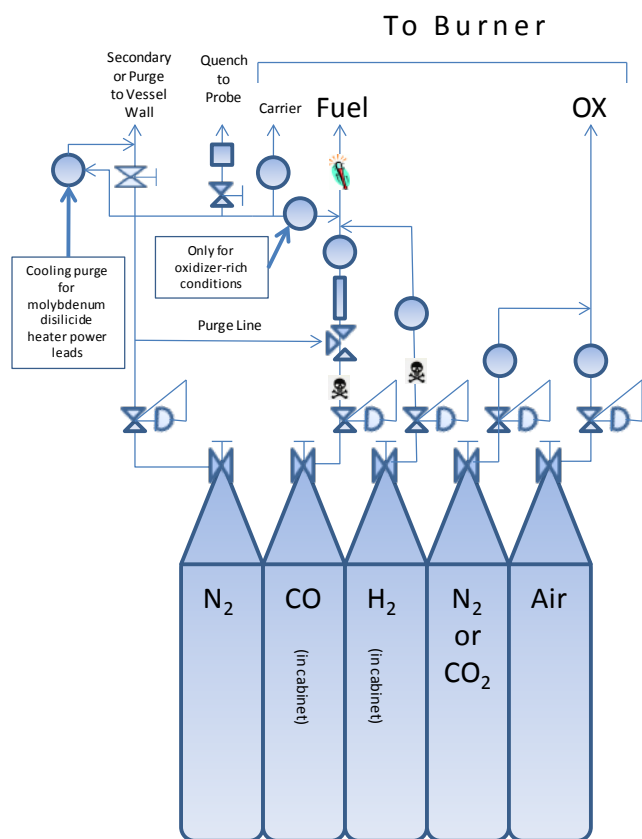 To Burner
Secondary
or Purge
to Vessel
Wall
Quench
to
Probe
Carrier
Fuel
OX
Only for
oxidizer-rich
conditions
Cooling purge
for
molybdenum
disilicide
heater power
leads
Purge Line
N₂
CO
(in cabinet)
H₂
(in cabinet)
N₂
or
CO₂
Air